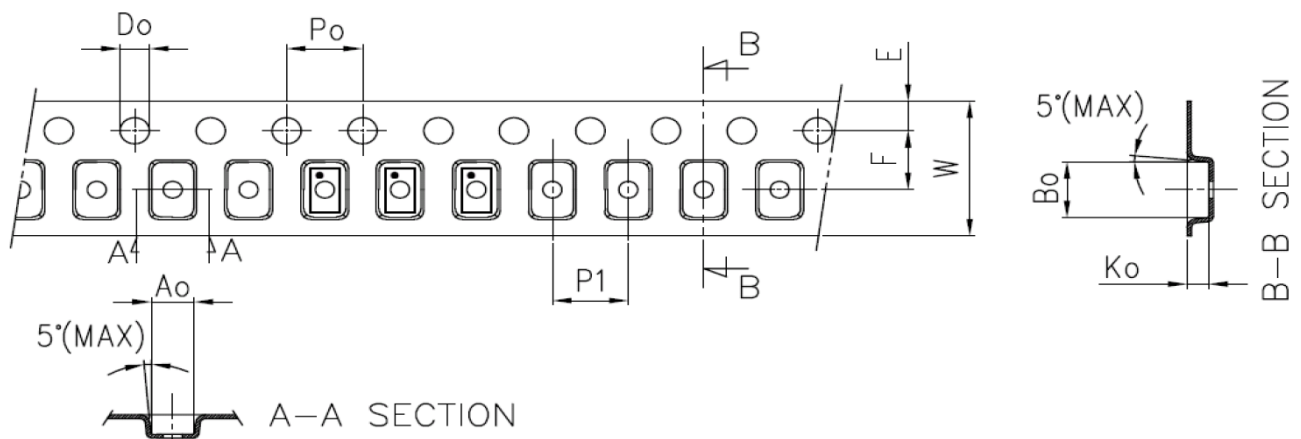 Do
Po
B
E
5°(MAX)
F
W
Bo
B-B SECTION
A
A
P1
B
Ko
Ao
5°(MAX)
A-A SECTION